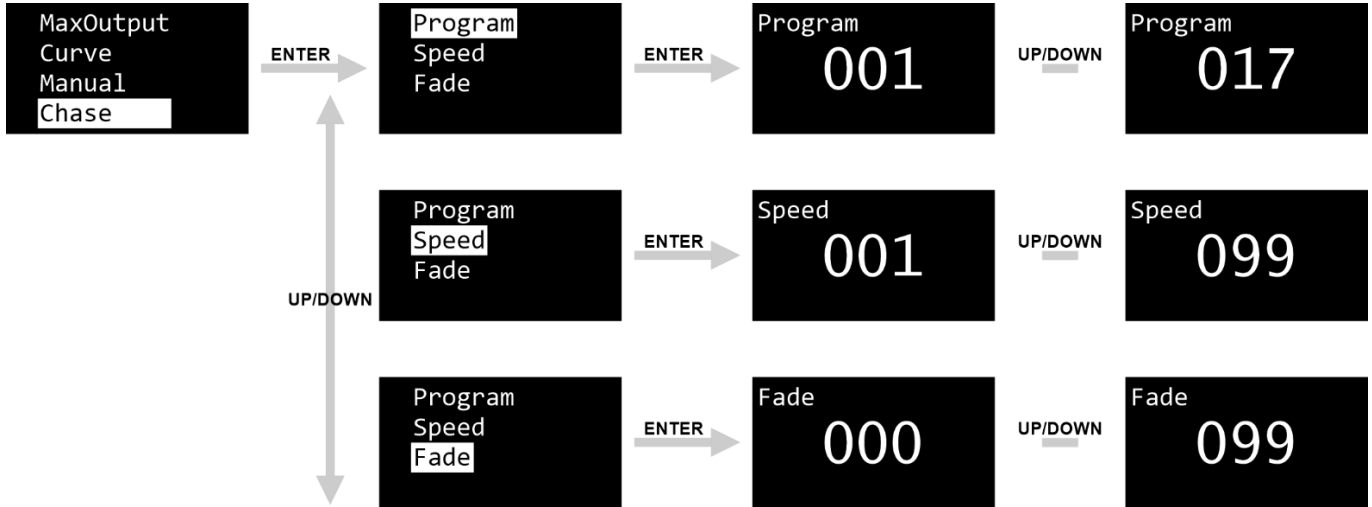 MaxOutput
Curve
Manual
Chase
ENTER
Program
Speed
Fade
ENTER
Program
001
UP/DOWN
Program
017
UP/DOWN
Program
Speed
Fade
ENTER
Speed
001
UP/DOWN
Speed
099
Program
Speed
Fade
ENTER
Fade
000
UP/DOWN
Fade
099